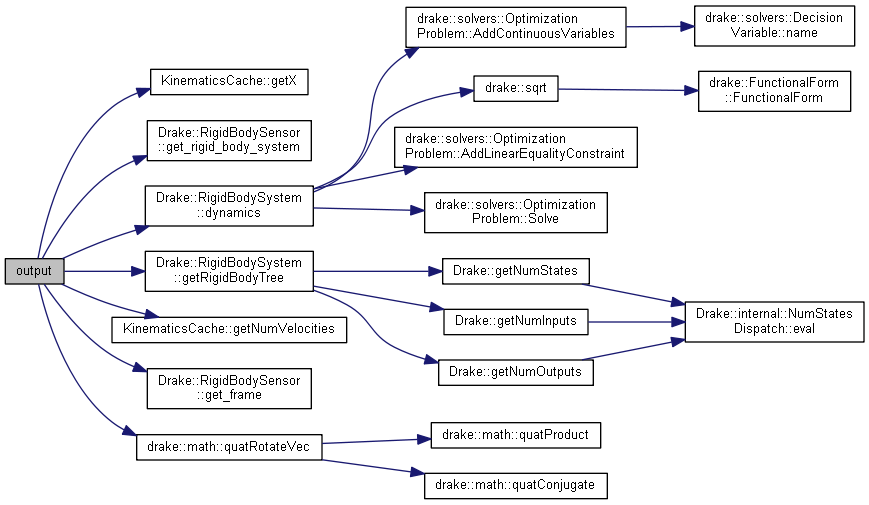 output
KinematicsCache::getX
Drake::RigidBodySensor
::get_rigid_body_system
Drake::RigidBodySystem
::dynamics
Drake::RigidBodySystem
::getRigidBodyTree
KinematicsCache::getNumVelocities
Drake::RigidBodySensor
::get_frame
drake::math::quatRotateVec
drake::solvers::Optimization
Problem::AddContinuousVariables
drake::sqrt
drake::solvers::Optimization
Problem::AddLinearEqualityConstraint
drake::solvers::Optimization
Problem::Solve
Drake::getNumStates
Drake::getNumInputs
Drake::getNumOutputs
drake::math::quatProduct
drake::math::quatConjugate
drake::solvers::Decision
Variable::name
drake::FunctionalForm
::FunctionalForm
Drake::internal::NumStates
Dispatch::eval